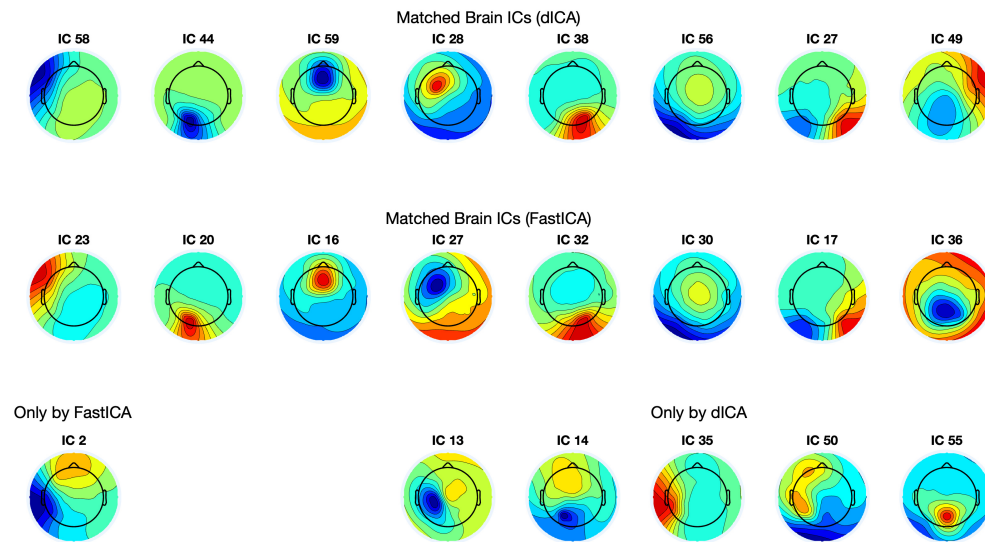 Matched Brain ICs (dICA)
IC 58 IC 44 IC 59 IC 28 IC 38 IC 56 IC 27 IC 49
Matched Brain ICs (FastICA)
IC 23 IC 20 IC 16 IC 27 IC 32 IC 30 IC 17 IC 36
Only by FastICA Only by dICA
IC 2 IC 13 IC 14 IC 35 IC 50 IC 55